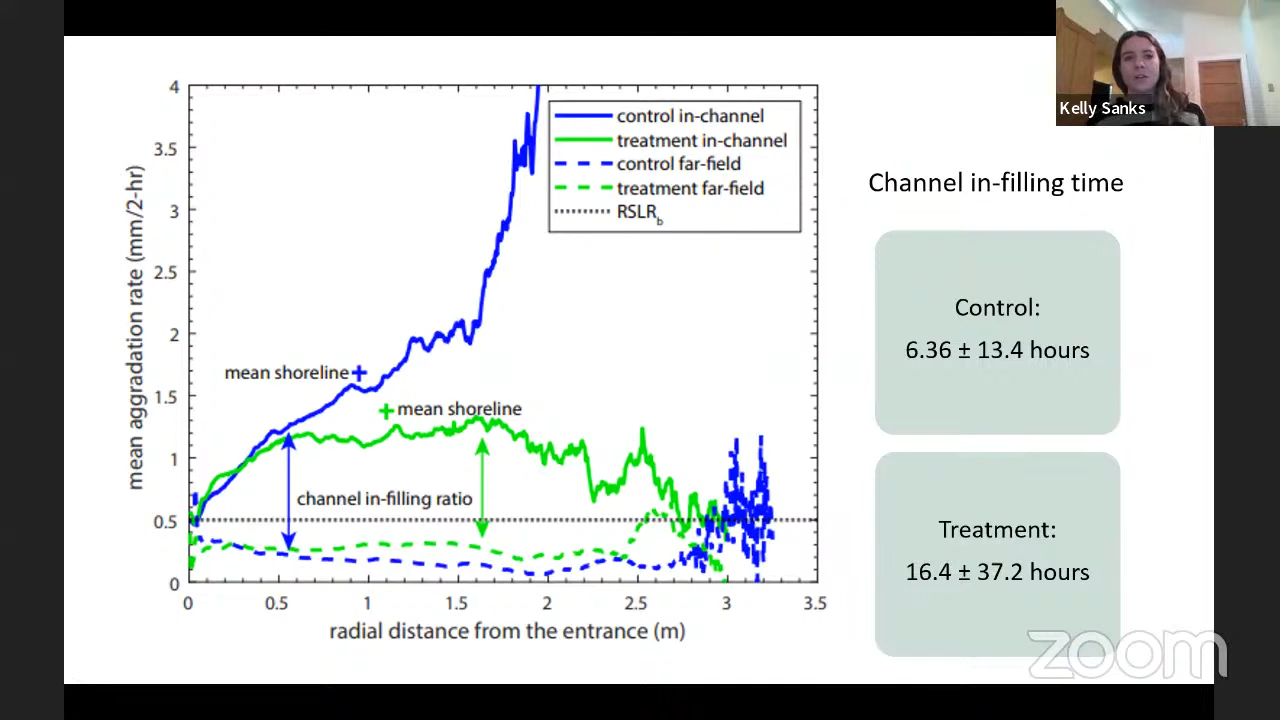 Kelly Sanks
mean aggradation rate (mm/2-hr)
4
3.5
3
2.5
2
1.5
1
0.5
0
control in-channel
treatment in-channel
control far-field
treatment far-field
RSLRb
mean shoreline
mean shoreline
channel in-filling ratio
0 0.5 1 1.5 2 2.5 3 3.5
radial distance from the entrance (m)
Channel in-filling time
Control:
6.36 ± 13.4 hours
Treatment:
16.4 ± 37.2 hours
zoom